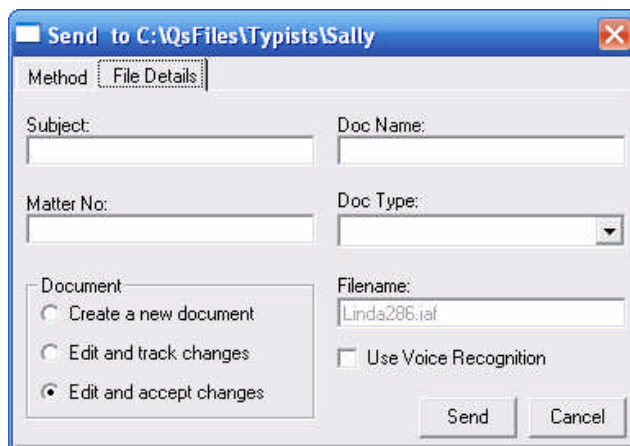 Send to C:\QsFiles\Typists\Sally
Method File Details
Subject: Doc Name:
Matter No: Doc Type:
Document Filename:
Create a new document Linda286.iaf
Edit and track changes Use Voice Recognition
Edit and accept changes
Send Cancel